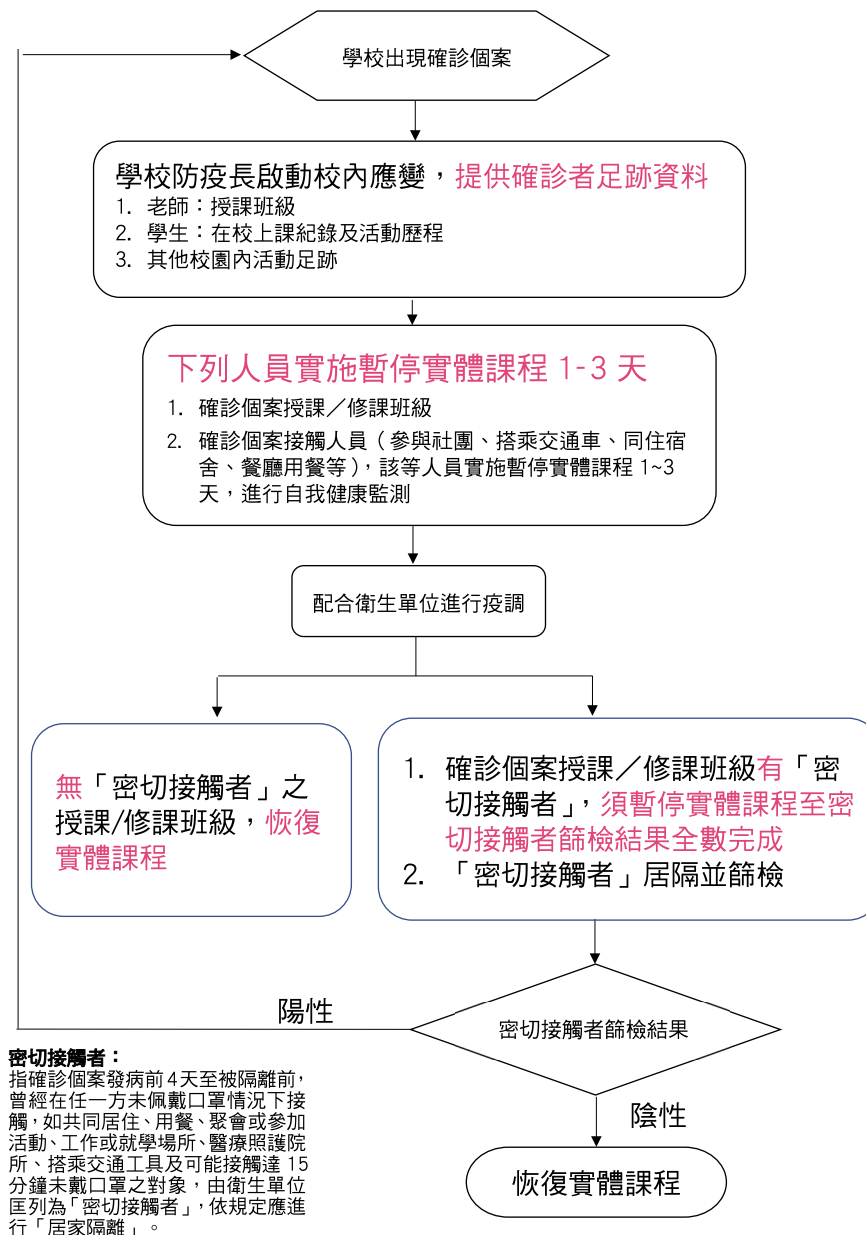 學校出現確診個案
學校防疫長啟動校內應變，提供確診者足跡資料
1. 老師：授課班級
2. 學生：在校上課紀錄及活動歷程
3. 其他校園內活動足跡
下列人員實施暫停實體課程 1-3 天
1. 確診個案授課／修課班級
2. 確診個案接觸人員（參與社團、搭乘交通車、同住宿
舍、餐廳用餐等），該等人員實施暫停實體課程 1~3
天，進行自我健康監測
配合衛生單位進行疫調
無「密切接觸者」之
授課/修課班級，恢復
實體課程
1. 確診個案授課／修課班級有「密
切接觸者」，須暫停實體課程至密
切接觸者篩檢結果全數完成
2. 「密切接觸者」居隔並篩檢
陽性
密切接觸者篩檢結果
陰性
恢復實體課程
密切接觸者：
指確診個案發病前 4 天至被隔離前，
曾經在任一方未佩戴口罩情況下接
觸，如共同居住、用餐、聚會或參加
活動、工作或就學場所、醫療照護院
所、搭乘交通工具及可能接觸達 15
分鐘未戴口罩之對象，由衛生單位
匡列為「密切接觸者」，依規定應進
行「居家隔離」。